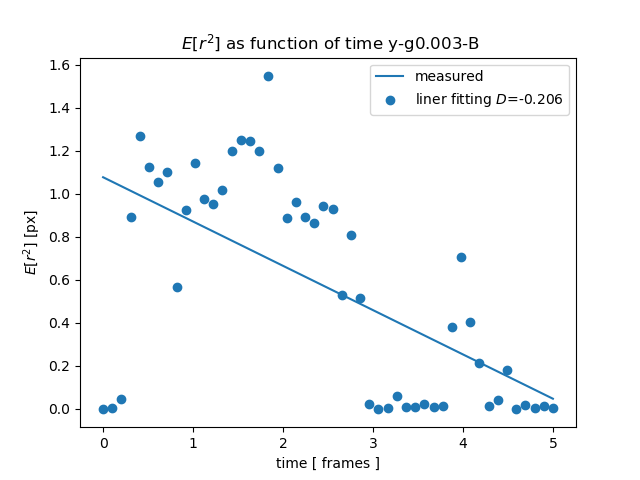 E[r²] as function of time y-g0.003-B
measured
liner fitting D=-0.206
E[r²] [px]
1.6
1.4
1.2
1.0
0.8
0.6
0.4
0.2
0.0
0 1 2 3 4 5
time [ frames ]